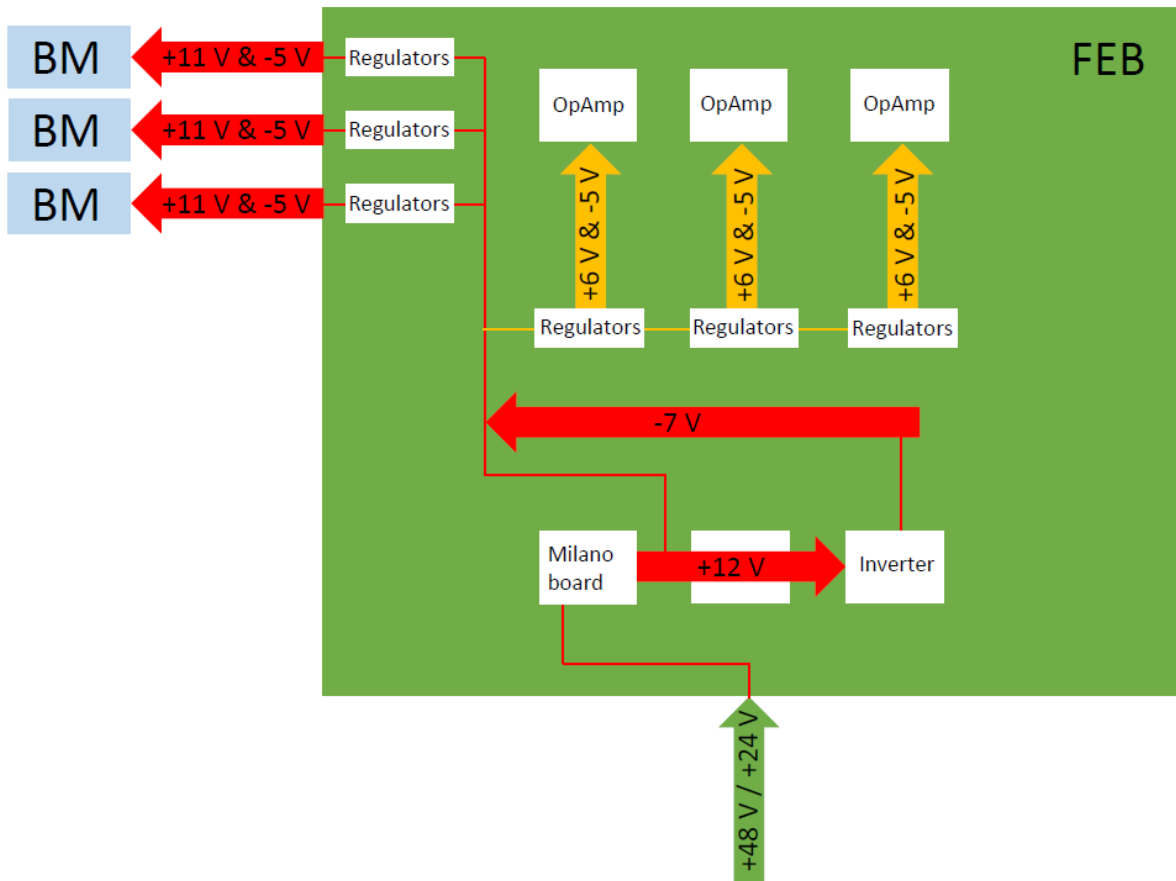 FEB
BM
+11 V & -5 V
Regulators
BM
+11 V & -5 V
Regulators
BM
+11 V & -5 V
Regulators
OpAmp
OpAmp
OpAmp
+6 V & -5 V
+6 V & -5 V
+6 V & -5 V
Regulators
Regulators
Regulators
-7 V
Milano
board
+12 V
Inverter
+48 V / +24 V